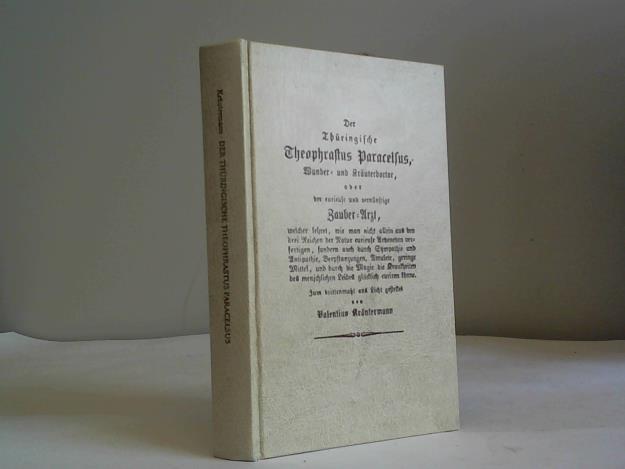 Kräutermann DER THÜRINGISCHE THEOPHRASTUS PARACELSUS
Der
Thüringische
Theophrastus Paracelsus,
Wunder- und Kräuterdoctor,
oder
der curieuse und vernünftige
Zauber-Arzt,
welcher lehret, wie man nicht allein aus den
drei Reichen der Natur curieuse Arzeneien ver-
fertigen, sondern auch durch Sympathie und
Antipathie, Verpflanzungen, Amulete, geringe
Mittel, und durch die Magie die Krankheiten
des menschlichen Leibes glücklich curiren könne.
Zum drittenmahl ans Licht gestellet
von
Valentino Kräutermann